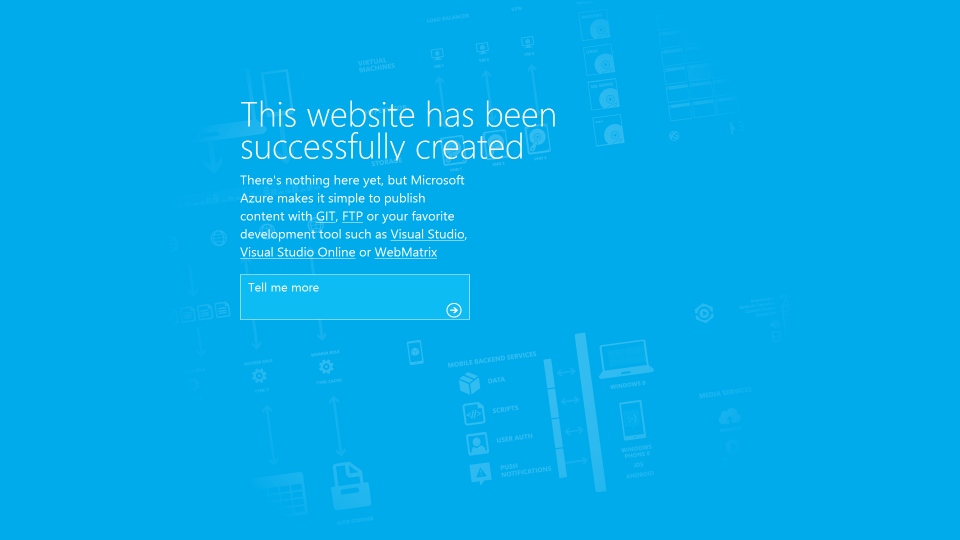 LOAD BALANCER
VIRTUAL
MACHINES
This website has been
successfully created
STORAGE
There's nothing here yet, but Microsoft
Azure makes it simple to publish
content with GIT, FTP or your favorite
development tool such as Visual Studio,
Visual Studio Online or WebMatrix
Tell me more
MOBILE BACKEND SERVICES
DATA
SCRIPTS
USER AUTH
PUSH
NOTIFICATIONS
WINDOWS 8
WINDOWS
PHONE 8
IOS
ANDROID
MEDIA SERVICES